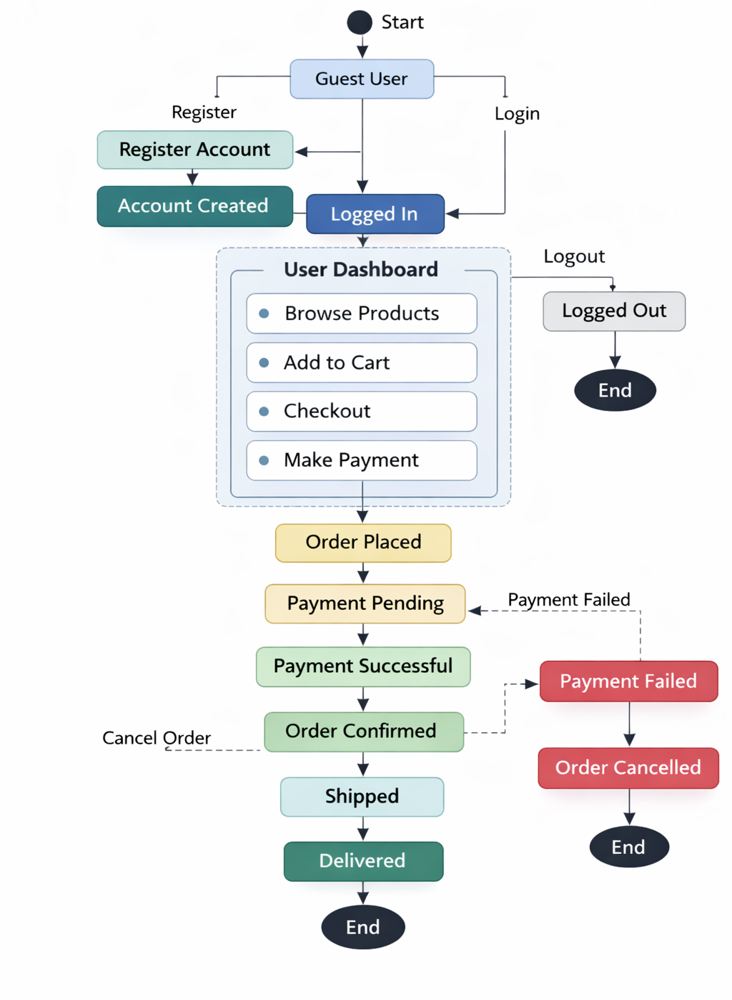 Start
Guest User
Register
Login
Register Account
Account Created
Logged In
User Dashboard
Logout
Browse Products
Logged Out
Add to Cart
End
Checkout
Make Payment
Order Placed
Payment Pending
Payment Failed
Payment Successful
Payment Failed
Order Confirmed
Cancel Order
Order Cancelled
Shipped
End
Delivered
End